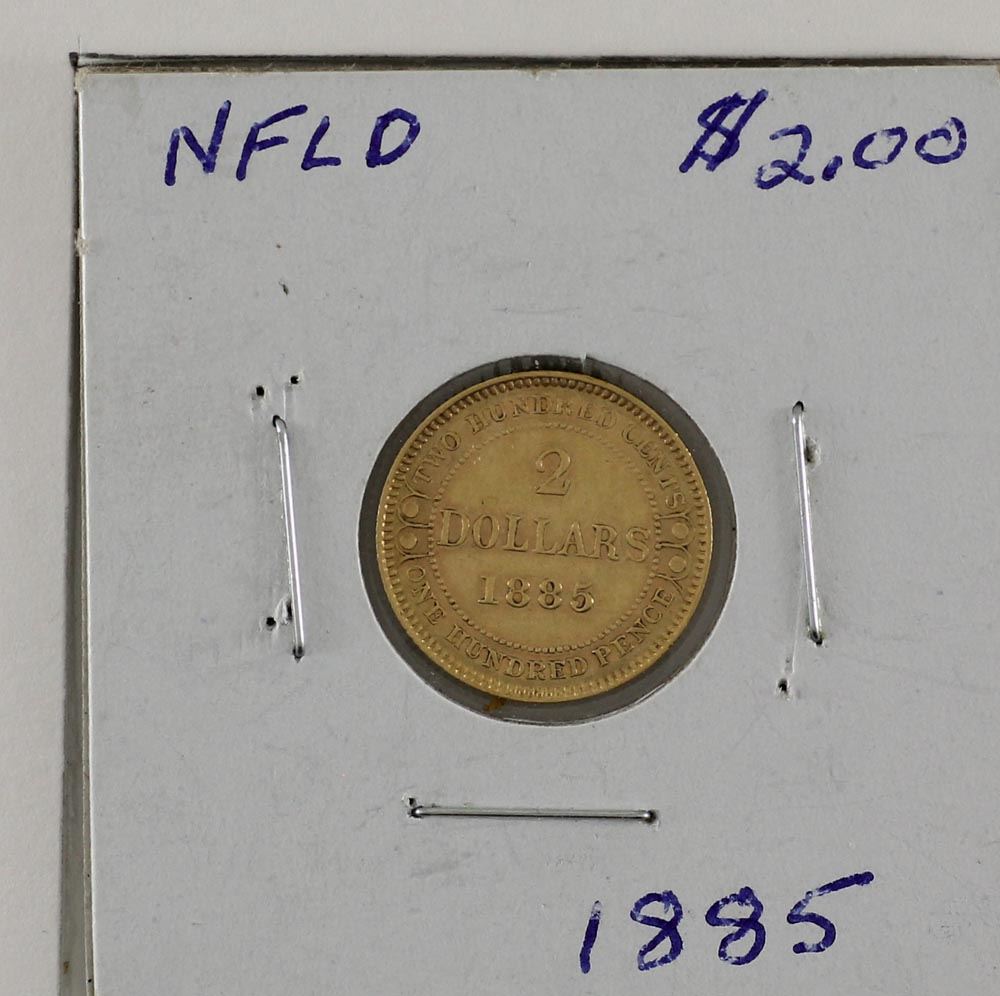 NFLD $2.00
TWO HUNDRED CENTS
2
DOLLARS
1885
ONE HUNDRED PENCE
1885